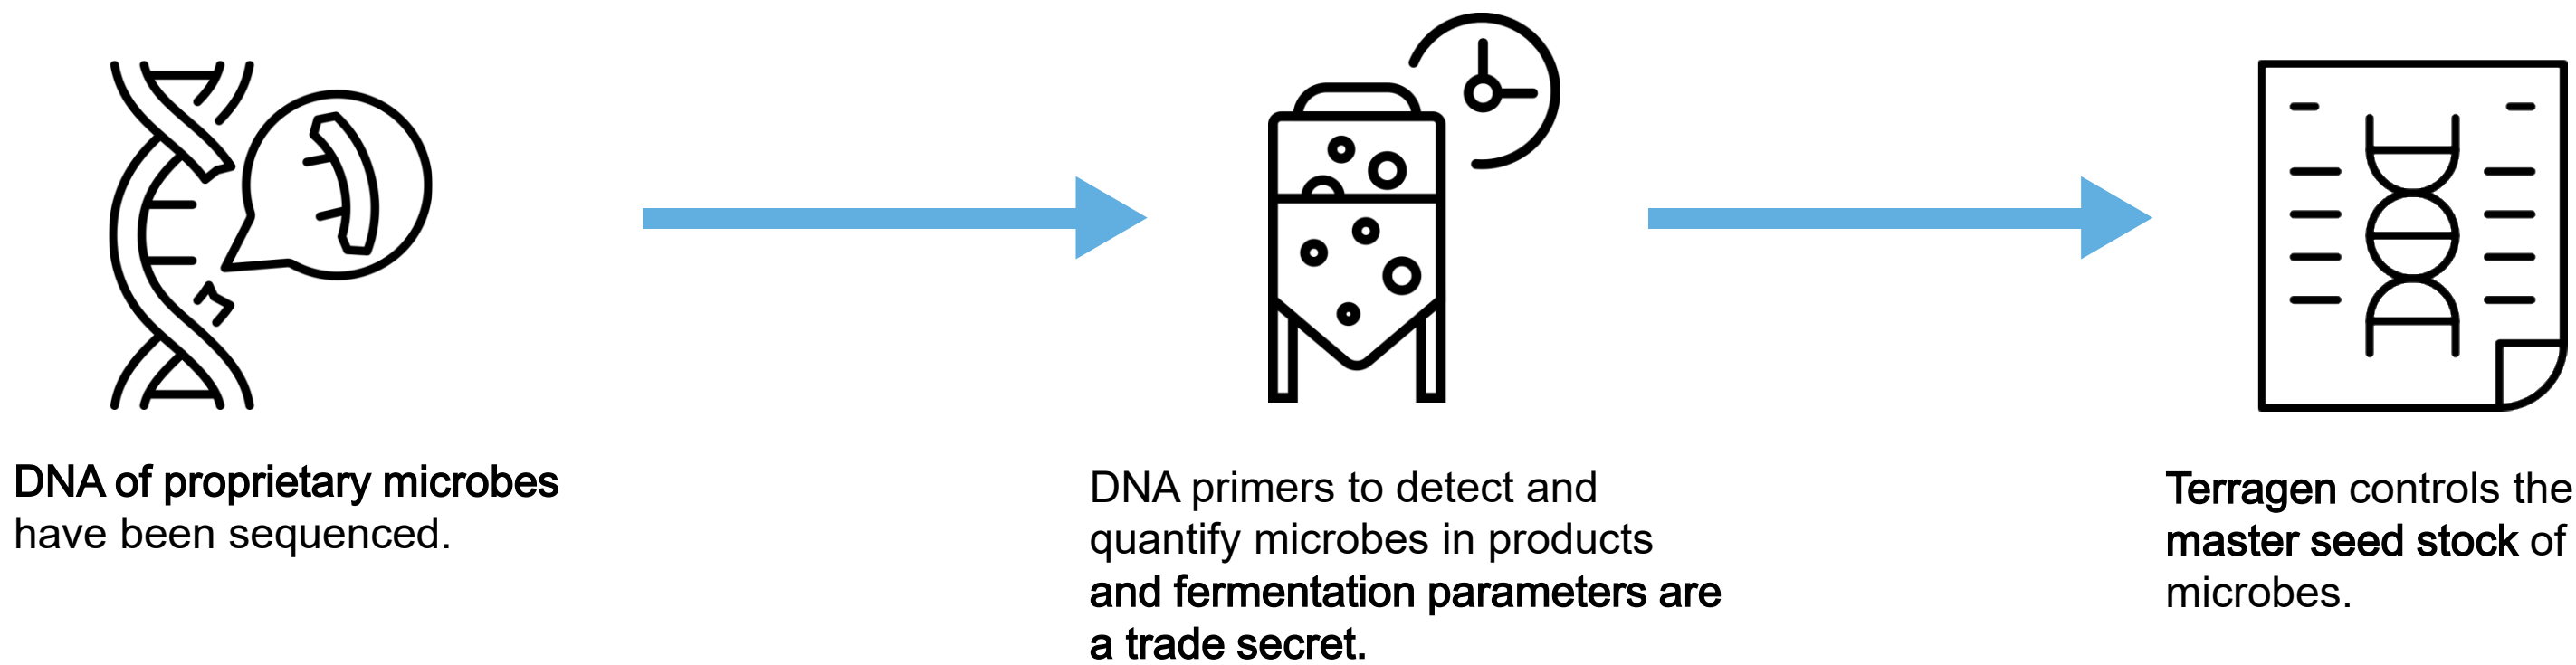 DNA of proprietary microbes
have been sequenced.
DNA primers to detect and
quantify microbes in products
and fermentation parameters are
a trade secret.
Terragen controls the
master seed stock of
microbes.